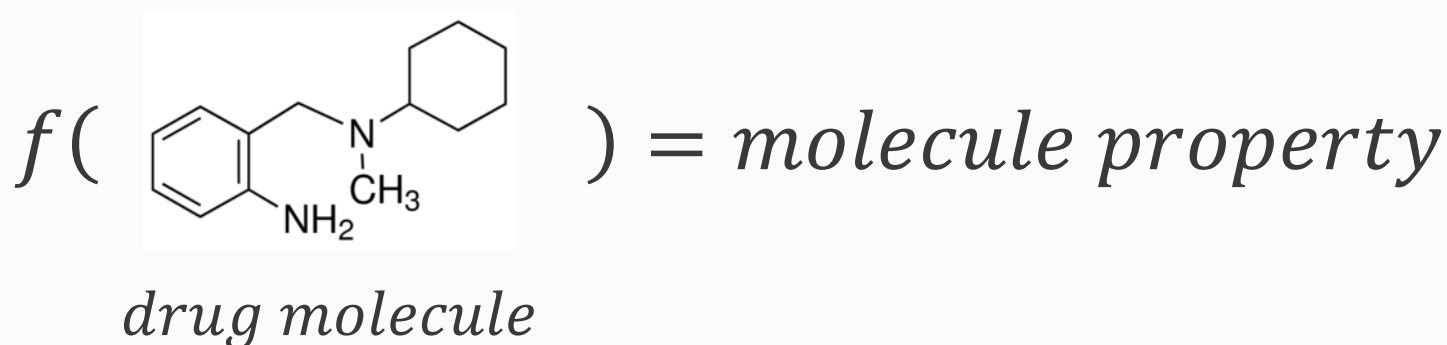 f( ) = molecule property
N
CH₃
NH₂
drug molecule